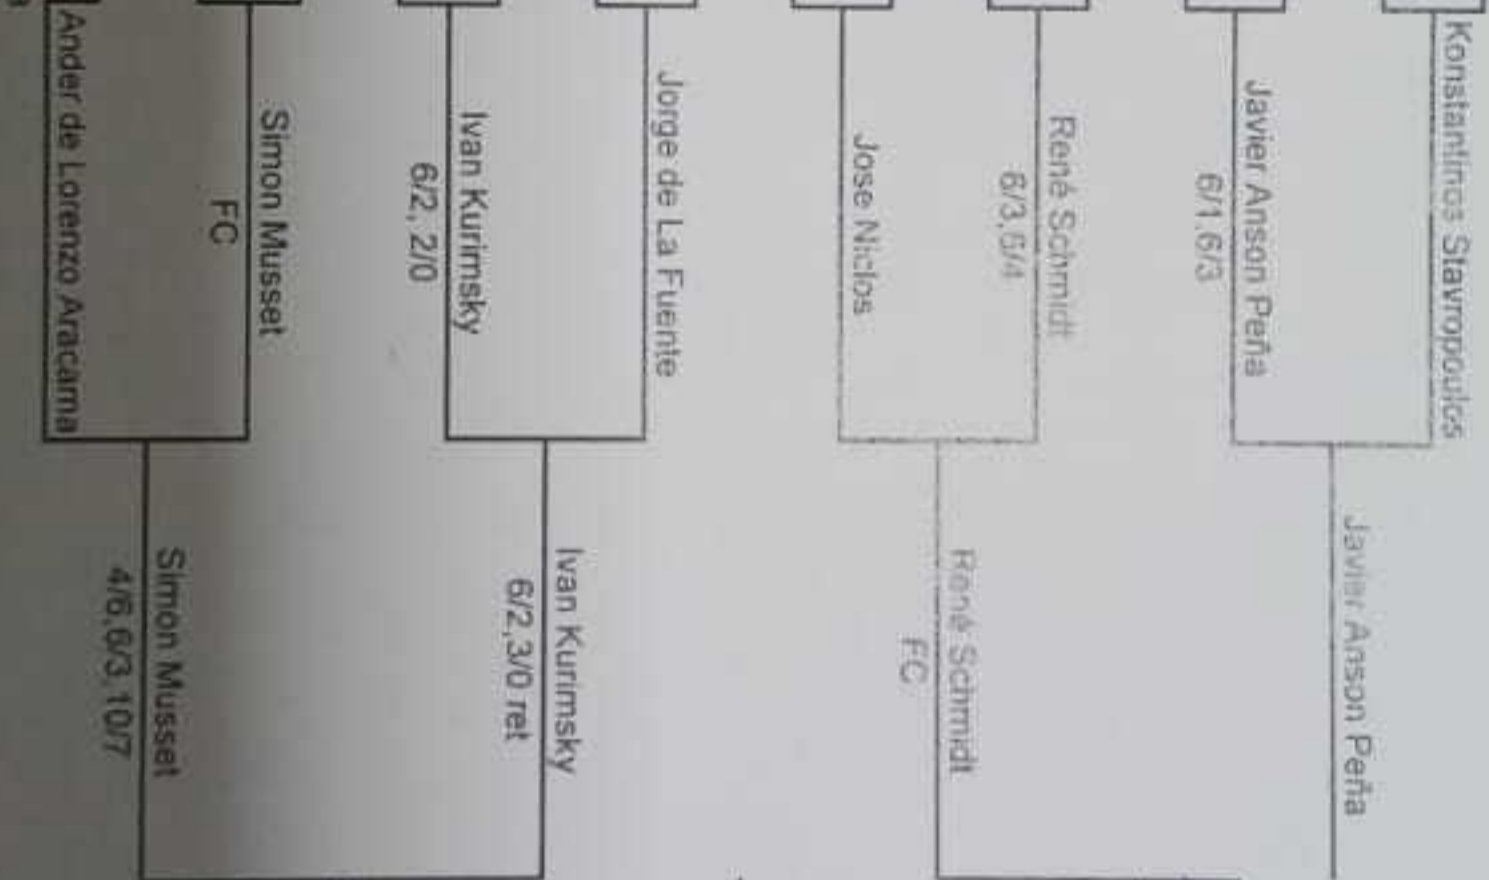 Konstantinos Stavropoulos
Javier Anson Peña
6/1,6/3
René Schmidt
6/3,6/4
Jose Niclos
Jorge de La Fuente
Ivan Kurimsky
6/2, 2/0
Simon Musset
FC
Ander de Lorenzo Aracama
Javier Anson Peña
René Schmidt
FC
Ivan Kurimsky
6/2,3/0 ret
Simon Musset
4/6,6/3,10/7